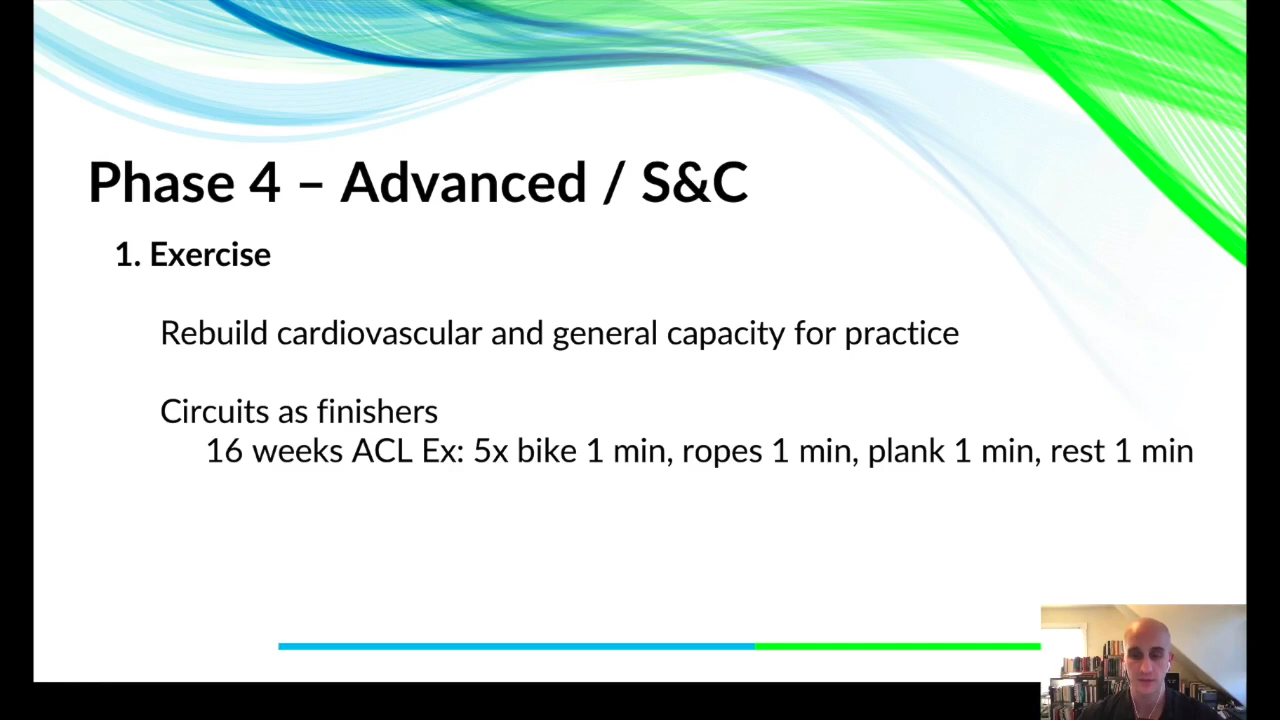 Phase 4 – Advanced / S&C
1. Exercise
Rebuild cardiovascular and general capacity for practice
Circuits as finishers
16 weeks ACL Ex: 5x bike 1 min, ropes 1 min, plank 1 min, rest 1 min